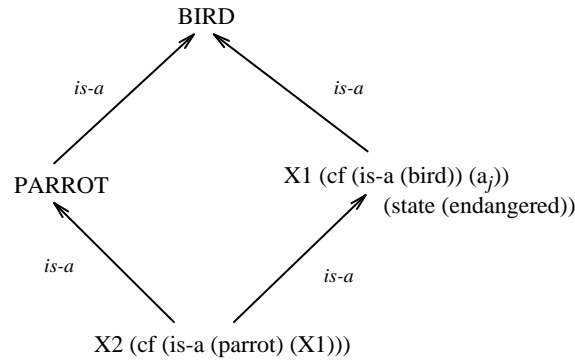 BIRD
is-a
is-a
PARROT
X1 (cf (is-a (bird)) (aj))
(state (endangered))
is-a
is-a
X2 (cf (is-a (parrot) (X1)))